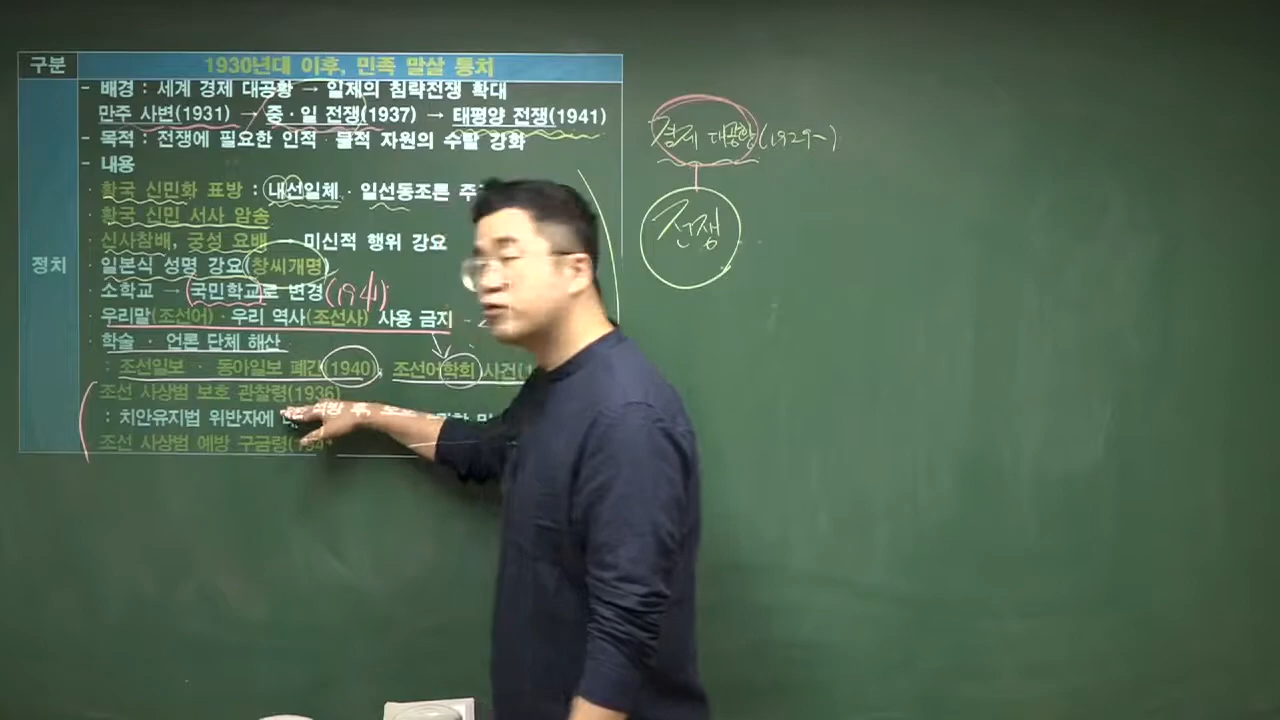 구분
1930년대 이후, 민족 말살 통치
정치
- 배경 : 세계 경제 대공황 → 일제의 침략전쟁 확대
만주 사변(1931) → 중 · 일 전쟁(1937) → 태평양 전쟁(1941)
- 목적 : 전쟁에 필요한 인적 · 물적 자원의 수탈 강화
- 내용
· 황국 신민화 표방 : 내선일체 · 일선동조론 주
· 황국 신민 서사 암송
· 신사참배, 궁성 요배 미신적 행위 강요
· 일본식 성명 강요(창씨개명)
· 소학교 → 국민학교로 변경(1941)
· 우리말(조선어) · 우리 역사(조선사) 사용 금지
· 학술 · 언론 단체 해산
: 조선일보 · 동아일보 폐간(1940), 조선어학회 사건(1
· 조선 사상범 보호 관찰령(1936)
: 치안유지법 위반자에
· 조선 사상범 예방 구금령(
경제 대공황(1929~)
전쟁